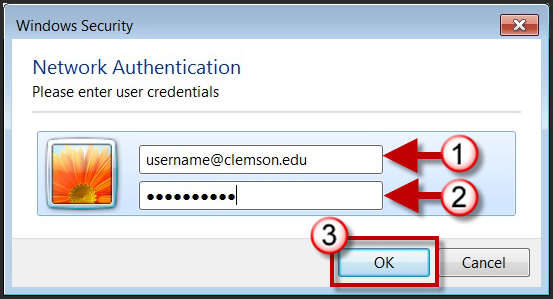 Windows Security
Network Authentication
Please enter user credentials
username@clemson.edu
1
●●●●●●●●●●
2
3
OK
Cancel